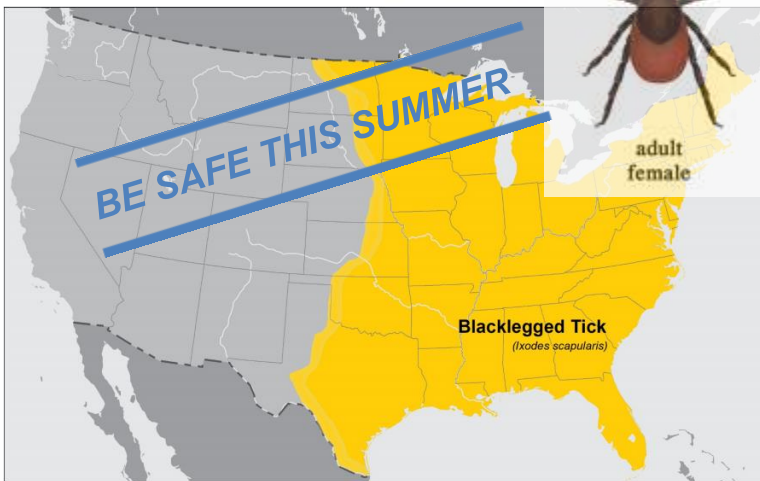 adult
female
BE SAFE THIS SUMMER
Blacklegged Tick
(Ixodes scapularis)